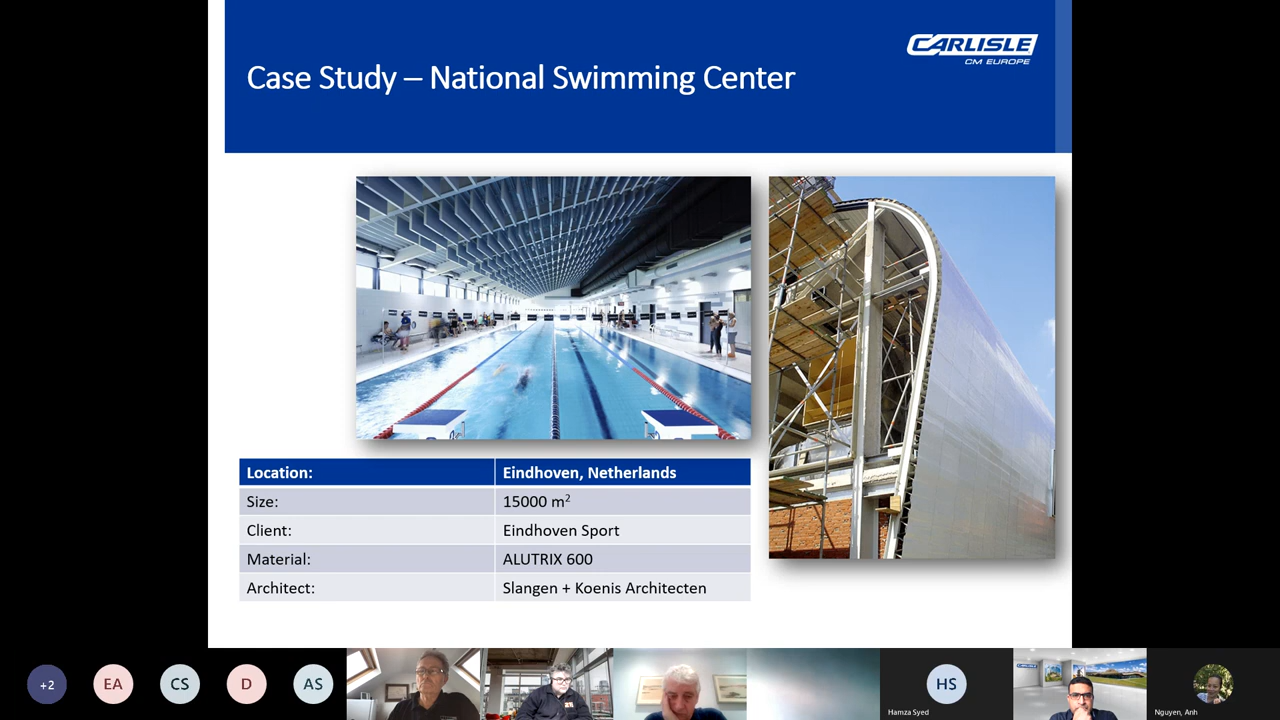 CARLISLE
CM EUROPE
Case Study – National Swimming Center
Location: Eindhoven, Netherlands
Size: 15000 m²
Client: Eindhoven Sport
Material: ALUTRIX 600
Architect: Slangen + Koenis Architecten
+2
EA
CS
D
AS
HS
Hamza Syed
CARLISLE
Nguyen, Anh